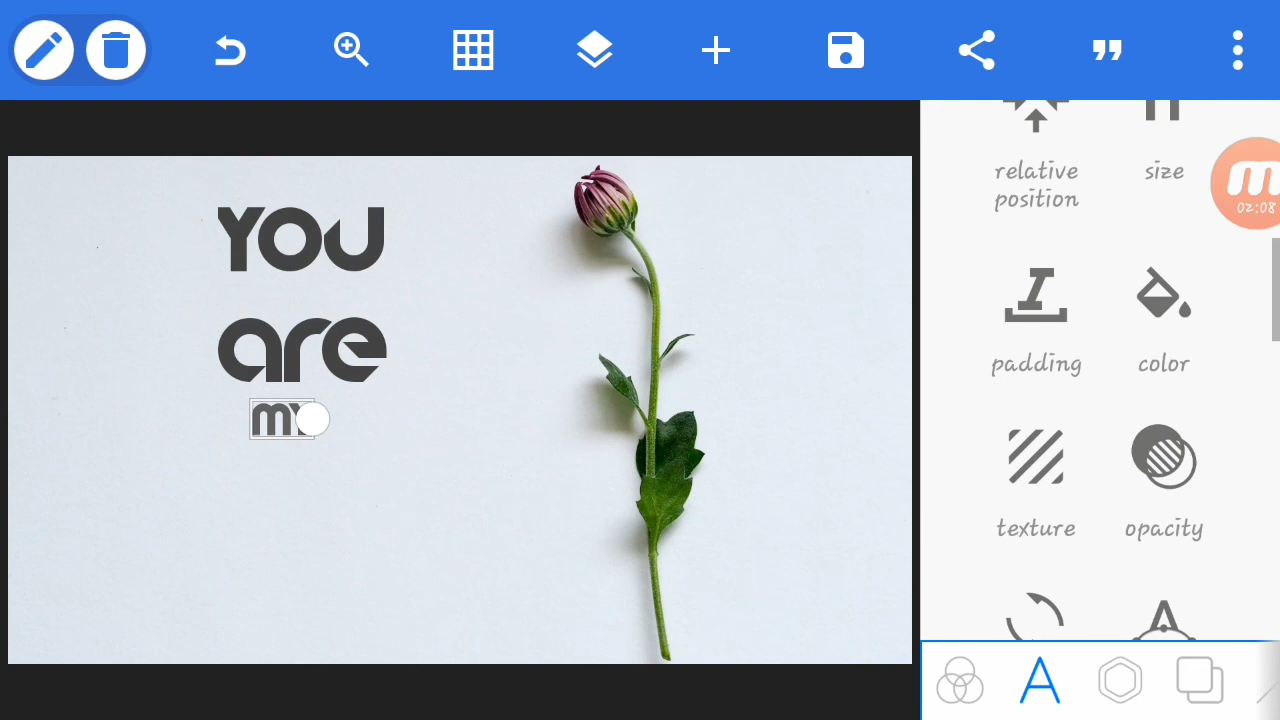 YOU
are
my
relative position
size
02:08
padding
color
texture
opacity
A